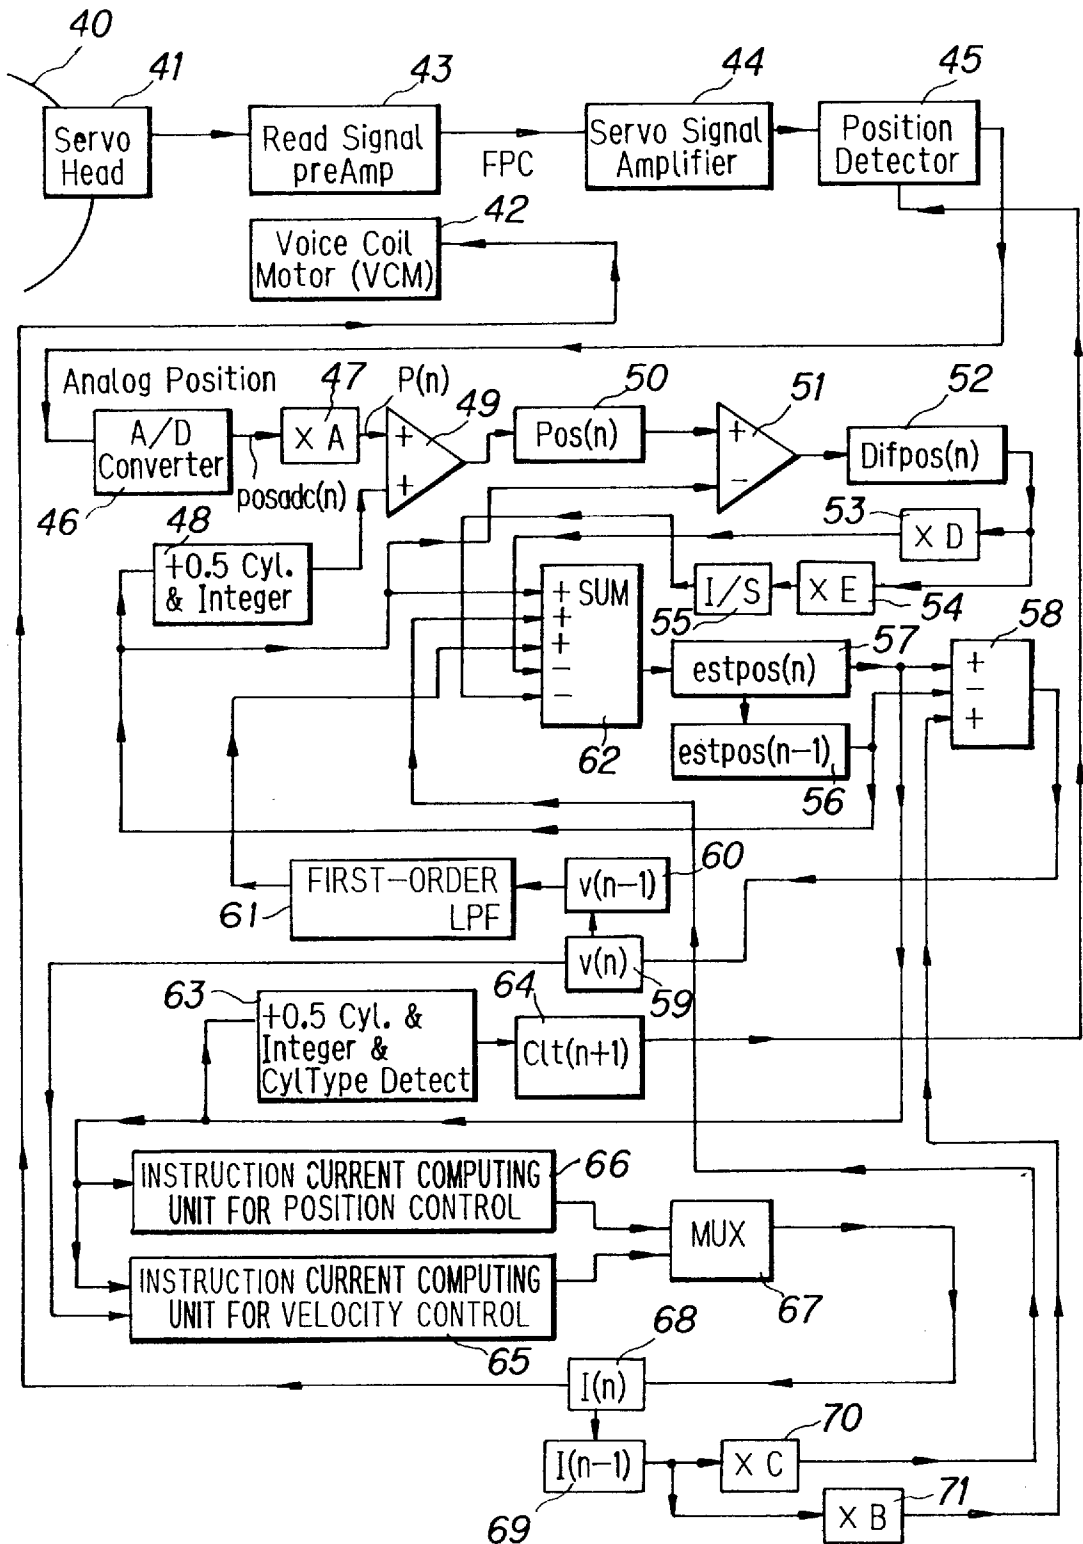 40
41
43
44
45
Servo
Head
Read Signal
preAmp
FPC
Servo Signal
Amplifier
Position
Detector
42
Voice Coil
Motor (VCM)
Analog Position
47
P(n)
49
50
51
52
A/D
Converter
X A
+
+
Pos(n)
+
−
Difpos(n)
posadc(n)
46
48
53
+0.5 Cyl.
& Integer
X D
SUM
I/S
X E
55
54
58
+
+
+
−
−
57
estpos(n)
+
−
+
62
estpos(n−1)
56
60
FIRST−ORDER
LPF
v(n−1)
61
v(n)
59
63
64
+0.5 Cyl. &
Integer &
CylType Detect
Clt(n+1)
66
INSTRUCTION CURRENT COMPUTING
UNIT FOR POSITION CONTROL
MUX
INSTRUCTION CURRENT COMPUTING
UNIT FOR VELOCITY CONTROL
67
65
68
I(n)
70
I(n−1)
X C
69
71
X B